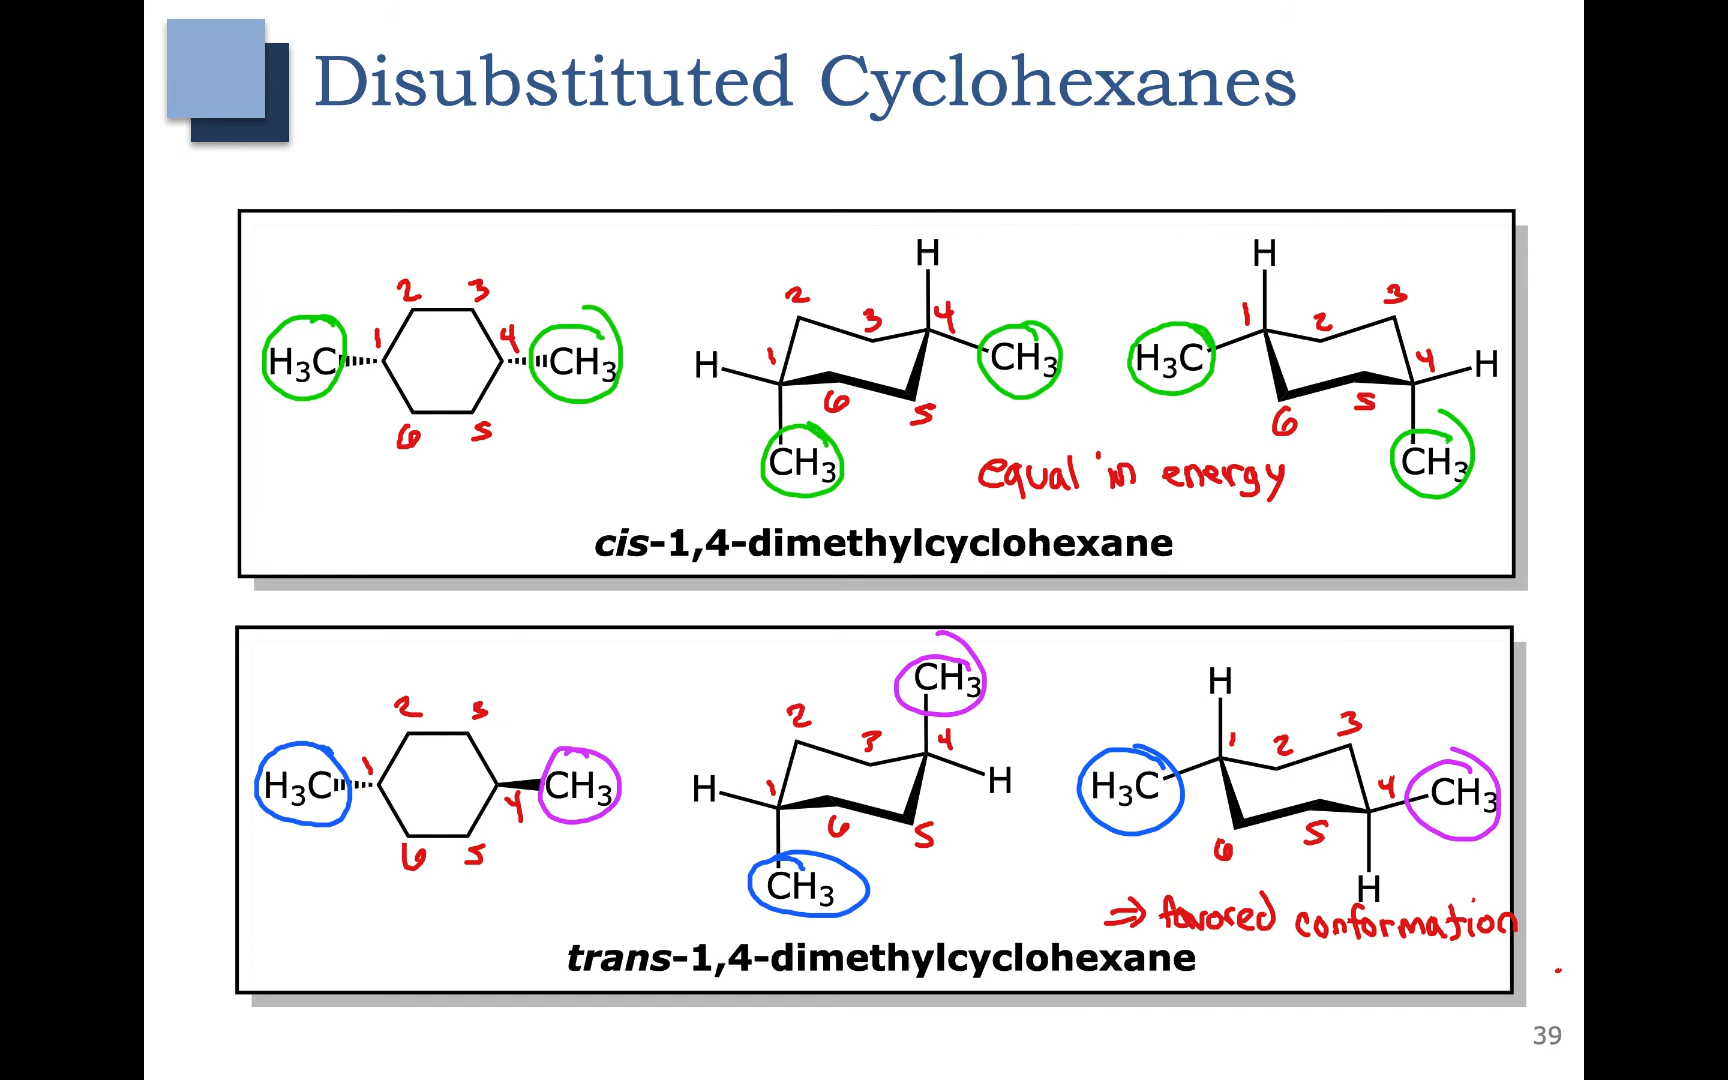 Disubstituted Cyclohexanes
H
H
2 3
2
3 4
1 2 3
1 4
1
4 H
H₃C CH₃
H CH₃
H₃C
6 5
6 5
6 5
CH₃
CH₃
equal in energy
cis-1,4-dimethylcyclohexane
CH₃
H
2 3
2 3 4
1 2 3
1 4
1
4
H₃C CH₃
H H
H₃C CH₃
6 5
6 5
6 5
CH₃
H
⇒ favored conformation
trans-1,4-dimethylcyclohexane
39